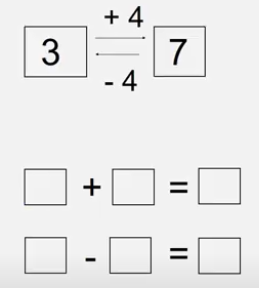 + 4
3 7
- 4
□ + □ = □
□ - □ = □